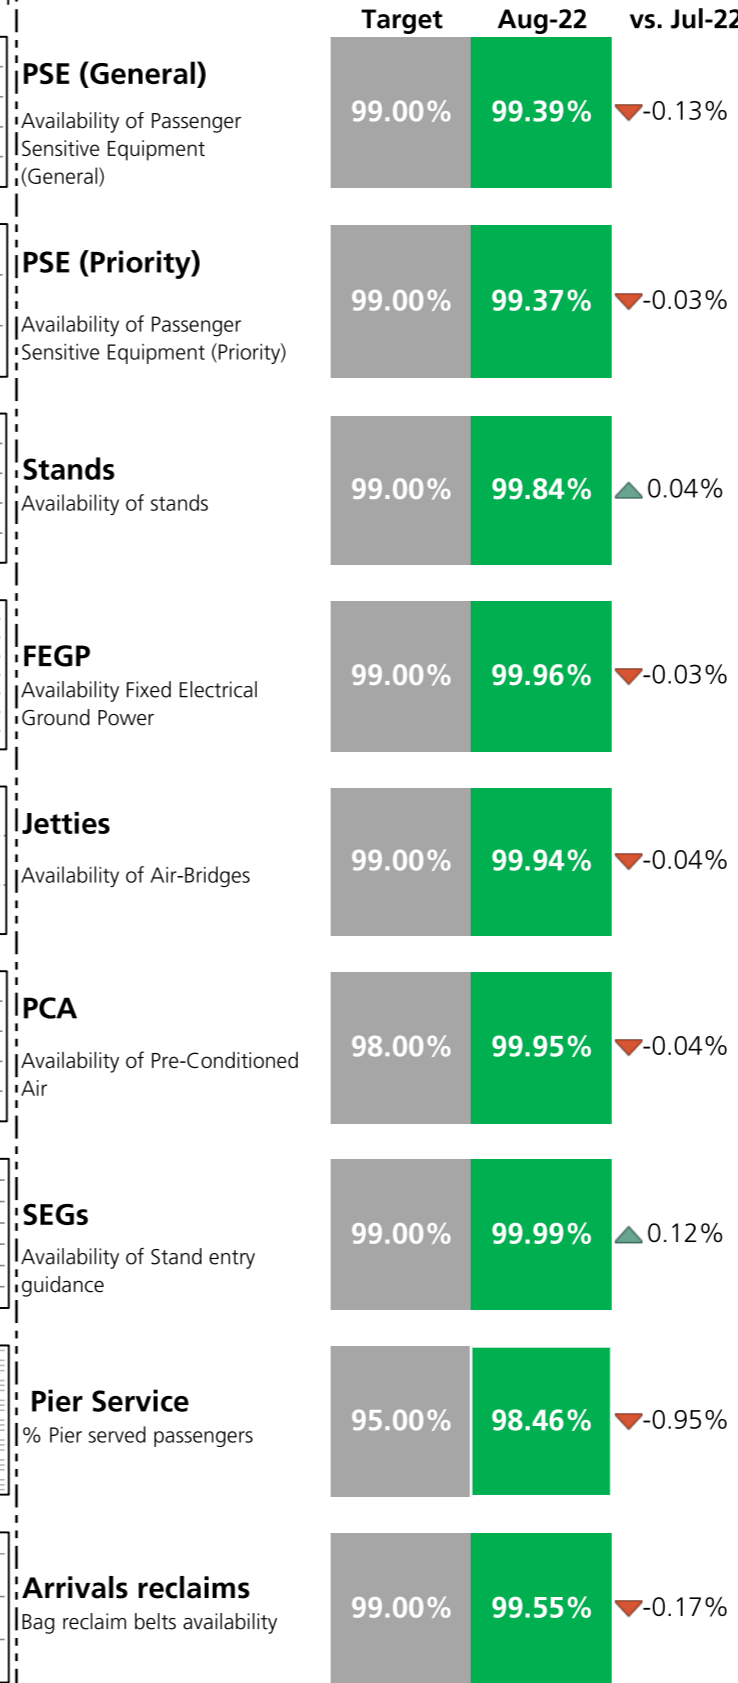 Target Aug-22 vs. Jul-22
PSE (General)
Availability of Passenger
Sensitive Equipment
(General)
99.00% 99.39% -0.13%
PSE (Priority)
Availability of Passenger
Sensitive Equipment (Priority)
99.00% 99.37% -0.03%
Stands
Availability of stands
99.00% 99.84% 0.04%
FEGP
Availability Fixed Electrical
Ground Power
99.00% 99.96% -0.03%
Jetties
Availability of Air-Bridges
99.00% 99.94% -0.04%
PCA
Availability of Pre-Conditioned
Air
98.00% 99.95% -0.04%
SEGs
Availability of Stand entry
guidance
99.00% 99.99% 0.12%
Pier Service
% Pier served passengers
95.00% 98.46% -0.95%
Arrivals reclaims
Bag reclaim belts availability
99.00% 99.55% -0.17%